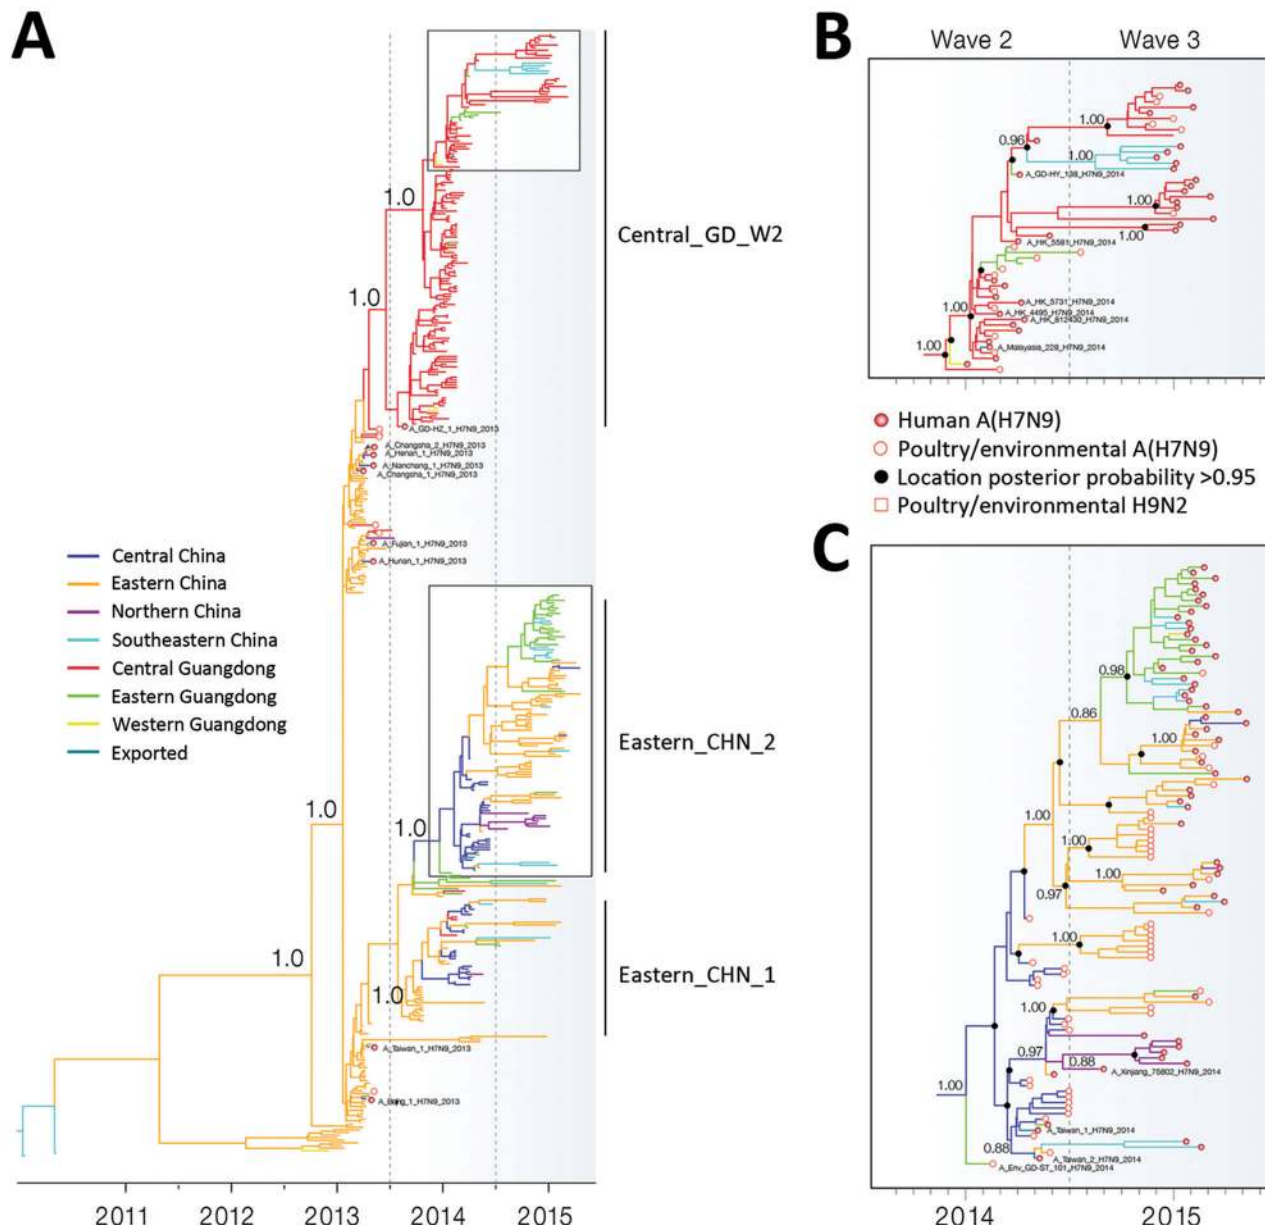 A
1.0
1.0
A_GD-HZ_1_H7N9_2013
A_Changsha_2_H7N9_2013
A_Henan_1_H7N9_2013
A_Nanchang_1_H7N9_2013
A_Changsha_1_H7N9_2013
A_Fujian_1_H7N9_2013
A_Hunan_1_H7N9_2013
Central_GD_W2
Central China
Eastern China
Northern China
Southeastern China
Central Guangdong
Eastern Guangdong
Western Guangdong
Exported
1.0
1.0
Eastern_CHN_2
1.0
1.0
Eastern_CHN_1
A_Taiwan_1_H7N9_2013
2011 2012 2013 2014 2015
B
Wave 2 Wave 3
1.00
0.96
1.00
A_GD-HY_138_H7N9_2014
1.00
1.00
A_HK_5581_H7N9_2014
A_HK_5731_H7N9_2014
1.00
A_HK_4495_H7N9_2014
A_HK_812430_H7N9_2014
A_Malaysia_228_H7N9_2014
1.00
2014 2015
Human A(H7N9)
Poultry/environmental A(H7N9)
Location posterior probability >0.95
Poultry/environmental H9N2
C
0.98
0.86
1.00
1.00
1.00
1.00
0.97
1.00
1.00
0.97
0.88
A_Xinjiang_75802_H7N9_2014
1.00
A_Taiwan_1_H7N9_2014
0.88
A_Taiwan_2_H7N9_2014
A_Env_GD-ST_101_H7N9_2014
2014 2015